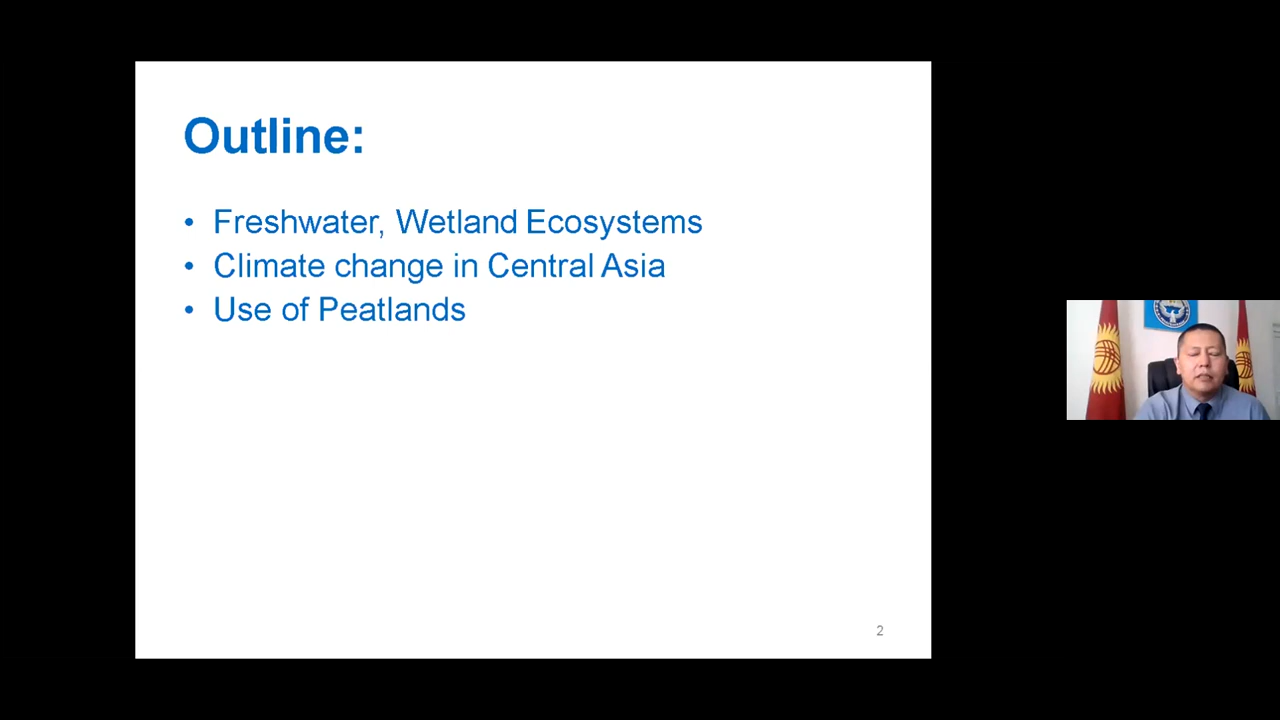 Outline:
• Freshwater, Wetland Ecosystems
• Climate change in Central Asia
• Use of Peatlands
2